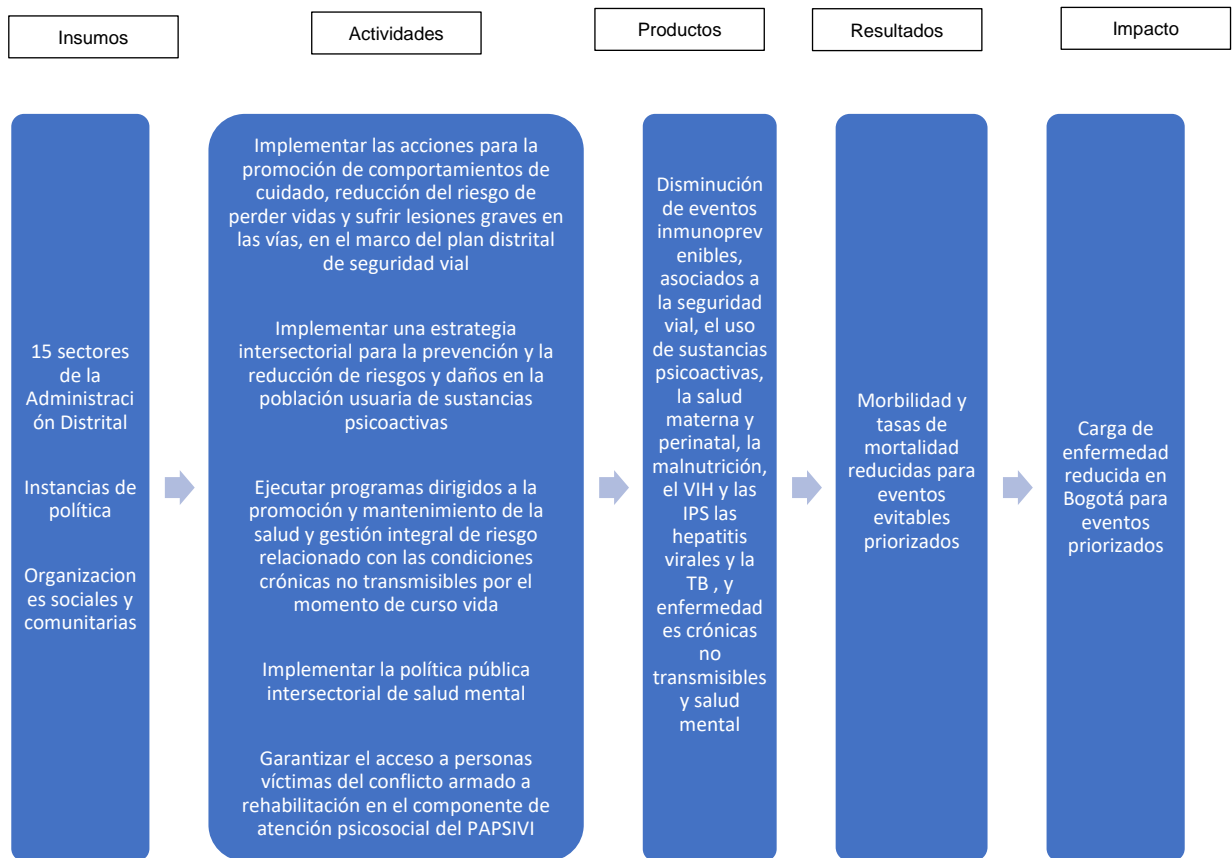 Insumos
Actividades
Productos
Resultados
Impacto
15 sectores
de la
Administraci
ón Distrital
Instancias de
política
Organizacion
es sociales y
comunitarias
Implementar las acciones para la
promoción de comportamientos de
cuidado, reducción del riesgo de
perder vidas y sufrir lesiones graves en
las vías, en el marco del plan distrital
de seguridad vial
Implementar una estrategia
intersectorial para la prevención y la
reducción de riesgos y daños en la
población usuaria de sustancias
psicoactivas
Ejecutar programas dirigidos a la
promoción y mantenimiento de la
salud y gestión integral de riesgo
relacionado con las condiciones
crónicas no transmisibles por el
momento de curso vida
Implementar la política pública
intersectorial de salud mental
Garantizar el acceso a personas
víctimas del conflicto armado a
rehabilitación en el componente de
atención psicosocial del PAPSIVI
Disminución
de eventos
inmunoprev
enibles,
asociados a
la seguridad
vial, el uso
de sustancias
psicoactivas,
la salud
materna y
perinatal, la
malnutrición,
el VIH y las
IPS las
hepatitis
virales y la
TB , y
enfermedad
es crónicas
no
transmisibles
y salud
mental
Morbilidad y
tasas de
mortalidad
reducidas para
eventos
evitables
priorizados
Carga de
enfermedad
reducida en
Bogotá para
eventos
priorizados